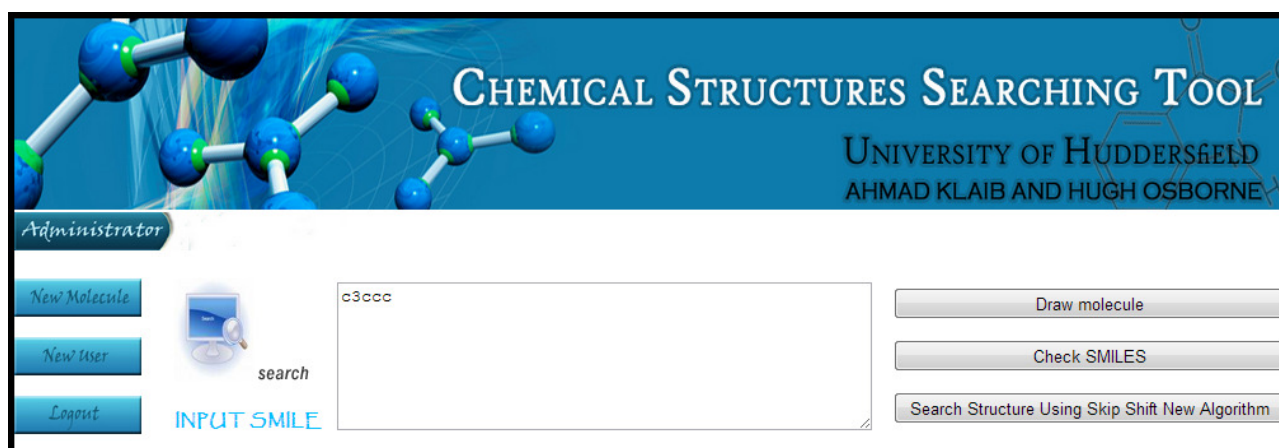 CHEMICAL STRUCTURES SEARCHING TOOL
UNIVERSITY OF HUDDERSfiELD
AHMAD KLAIB AND HUGH OSBORNE
Administrator
New Molecule
c3ccc
Draw molecule
Search
New User
search
Check SMILES
Logout
INPUT SMILE
Search Structure Using Skip Shift New Algorithm